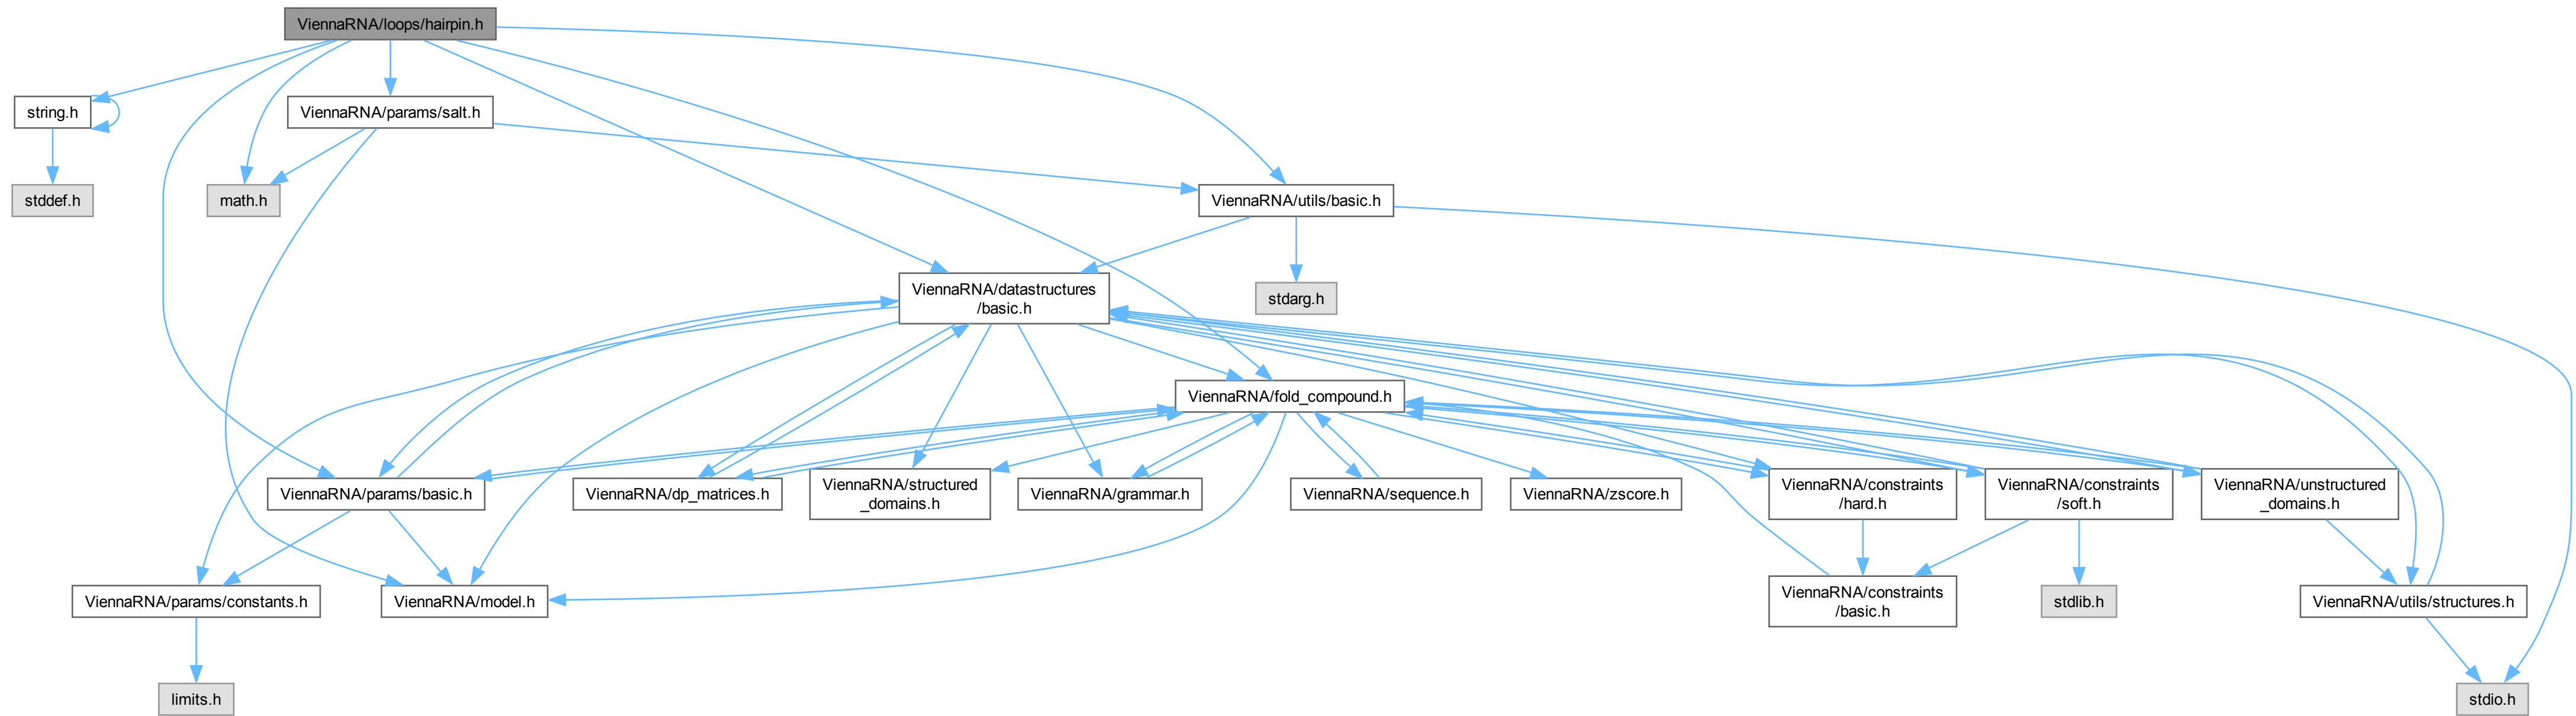 ViennaRNA/loops/hairpin.h
string.h
ViennaRNA/params/salt.h
stddef.h
math.h
ViennaRNA/utils/basic.h
ViennaRNA/datastructures
/basic.h
stdarg.h
ViennaRNA/fold_compound.h
ViennaRNA/params/basic.h
ViennaRNA/dp_matrices.h
ViennaRNA/structured
_domains.h
ViennaRNA/grammar.h
ViennaRNA/sequence.h
ViennaRNA/zscore.h
ViennaRNA/constraints
/hard.h
ViennaRNA/constraints
/soft.h
ViennaRNA/unstructured
_domains.h
ViennaRNA/params/constants.h
ViennaRNA/model.h
ViennaRNA/constraints
/basic.h
stdlib.h
ViennaRNA/utils/structures.h
limits.h
stdio.h